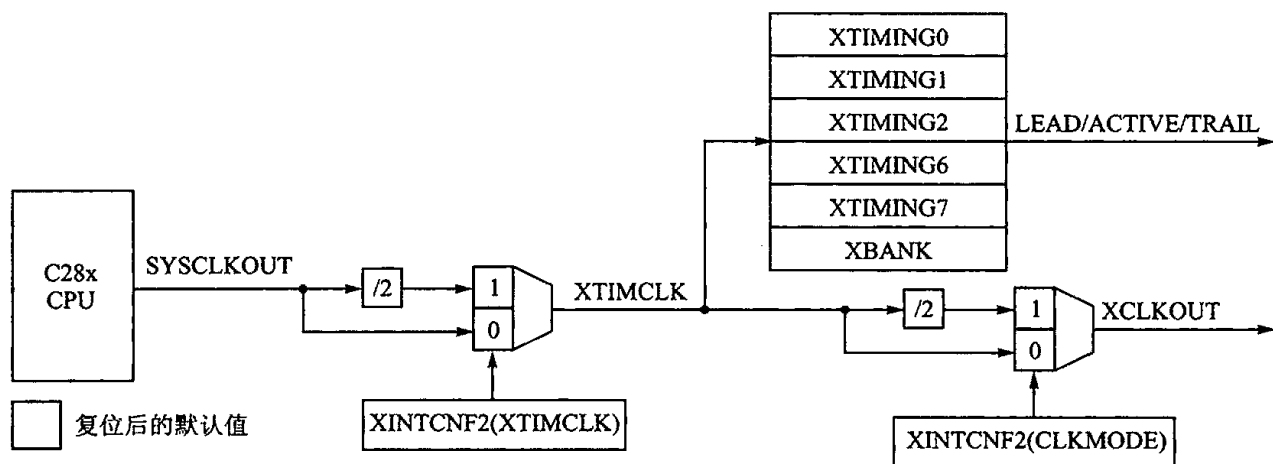 XTIMING0
XTIMING1
XTIMING2
LEAD/ACTIVE/TRAIL
XTIMING6
XTIMING7
XBANK
C28x
CPU
SYSCLKOUT
/2
1
0
XTIMCLK
/2
1
0
XCLKOUT
XINTCNF2(XTIMCLK)
XINTCNF2(CLKMODE)
复位后的默认值